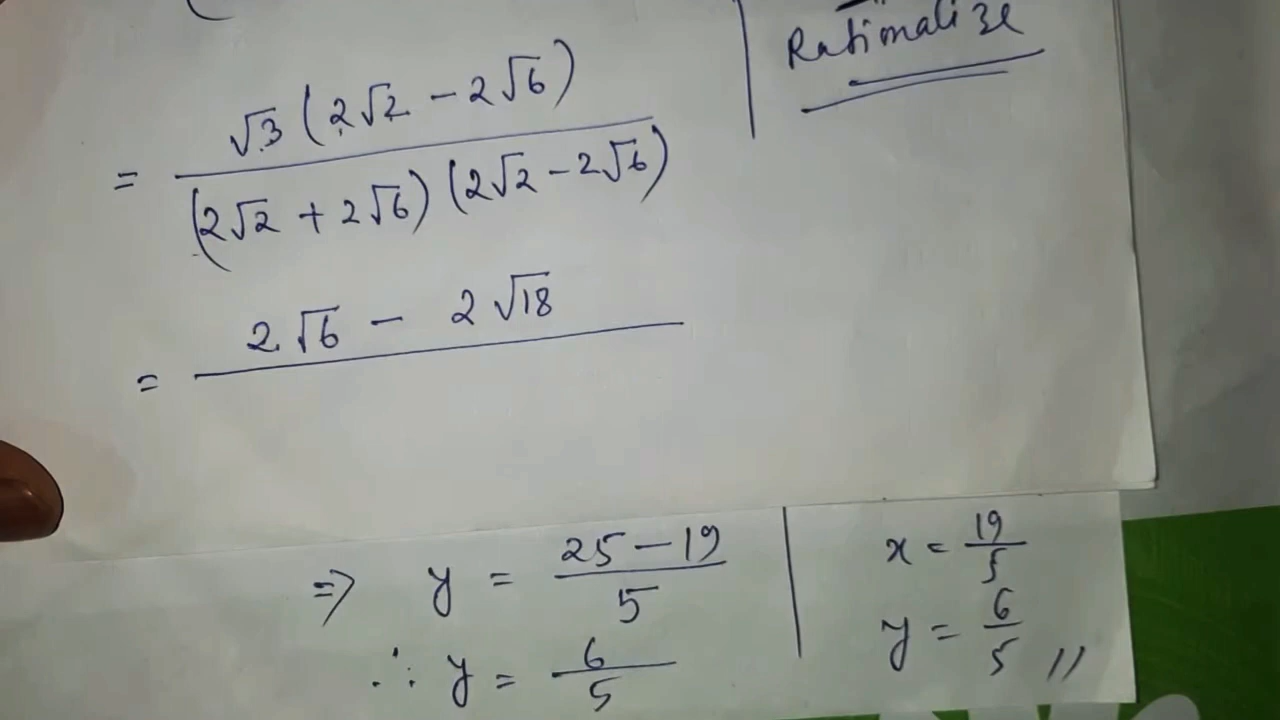 Rationalize
= √3 (2√2 - 2√6) / (2√2 + 2√6) (2√2 - 2√6)
= 2√6 - 2√18
⇒ y = 25 - 19 / 5
∴ y = 6 / 5
x = 19 / 5
y = 6 / 5 //